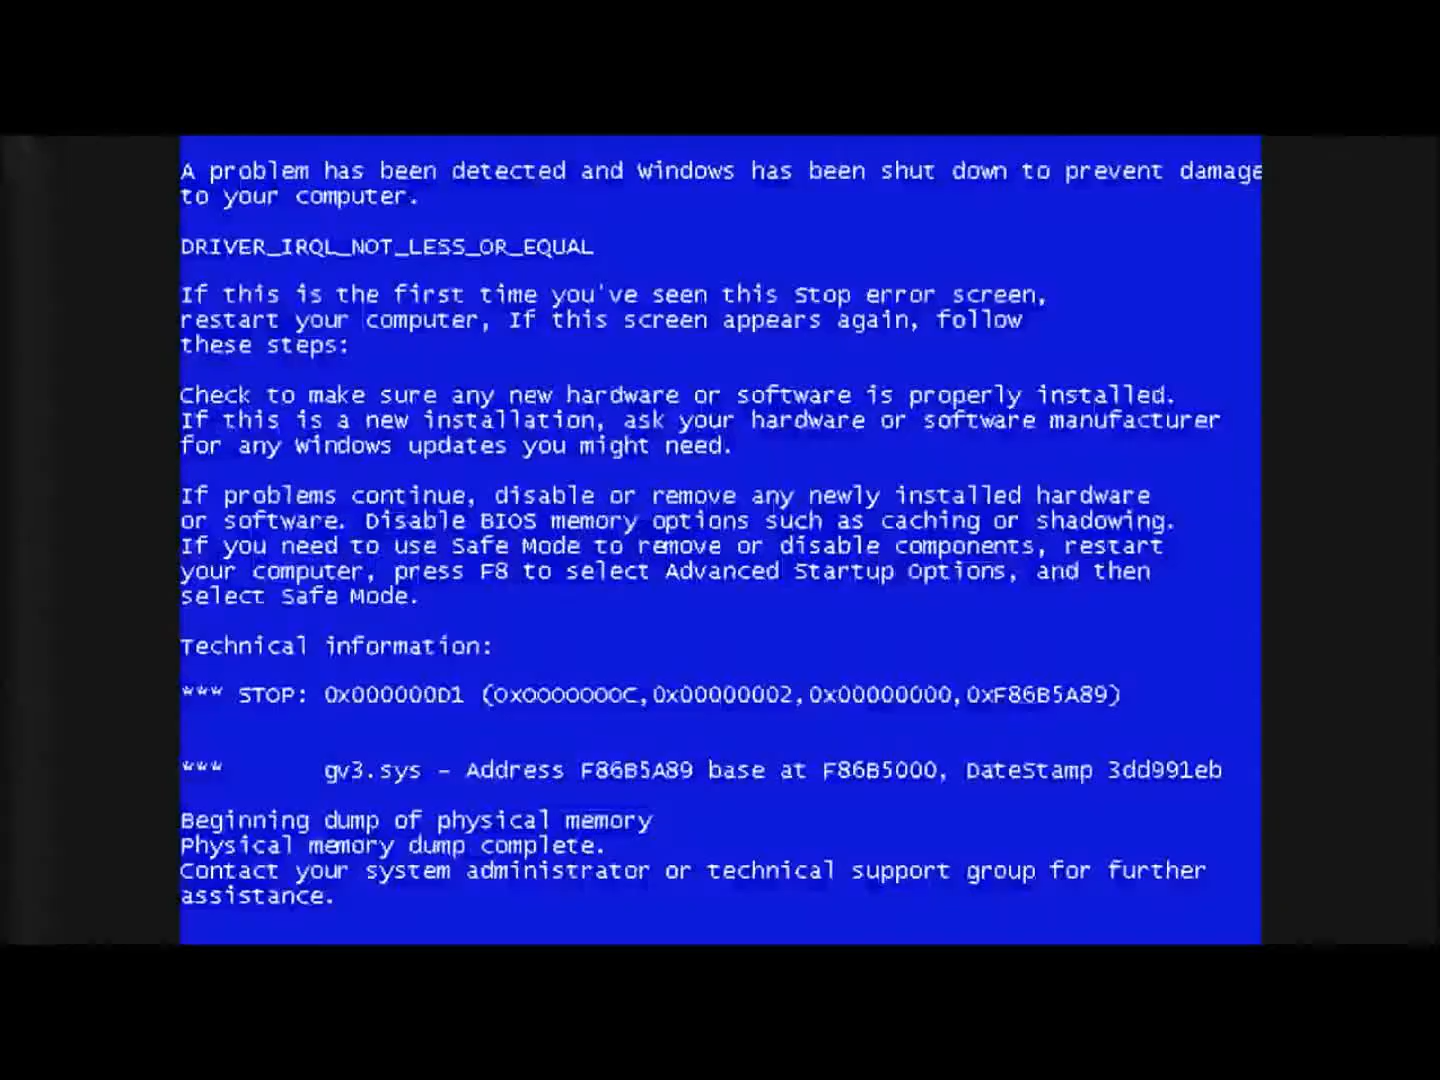 A problem has been detected and Windows has been shut down to prevent damage
to your computer.
DRIVER_IRQL_NOT_LESS_OR_EQUAL
If this is the first time you've seen this Stop error screen,
restart your computer, If this screen appears again, follow
these steps:
Check to make sure any new hardware or software is properly installed.
If this is a new installation, ask your hardware or software manufacturer
for any Windows updates you might need.
If problems continue, disable or remove any newly installed hardware
or software. Disable BIOS memory options such as caching or shadowing.
If you need to use Safe Mode to remove or disable components, restart
your computer, press F8 to select Advanced Startup Options, and then
select Safe Mode.
Technical information:
*** STOP: 0x000000D1 (0x0000000C,0x00000002,0x00000000,0xF86B5A89)
*** gv3.sys - Address F86B5A89 base at F86B5000, DateStamp 3dd991eb
Beginning dump of physical memory
Physical memory dump complete.
Contact your system administrator or technical support group for further
assistance.